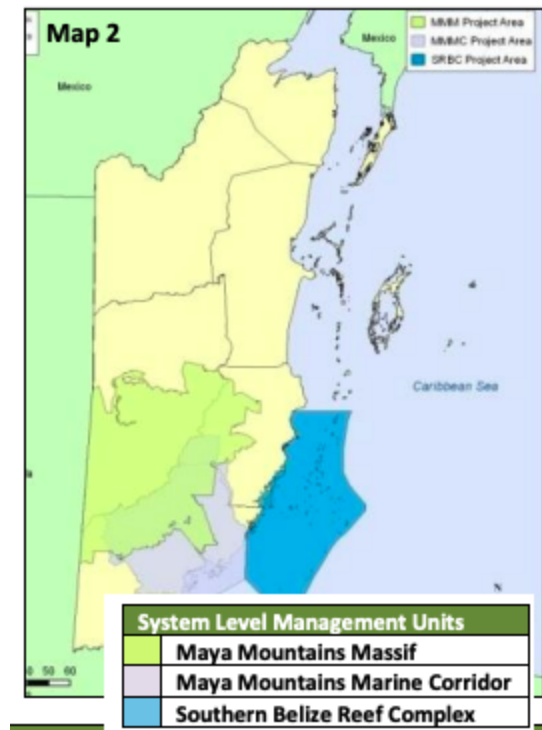 Map 2
MMM Project Area
MMMC Project Area
SRBC Project Area
Mexico
Mexico
Caribbean Sea
N
0 50 60
System Level Management Units
Maya Mountains Massif
Maya Mountains Marine Corridor
Southern Belize Reef Complex